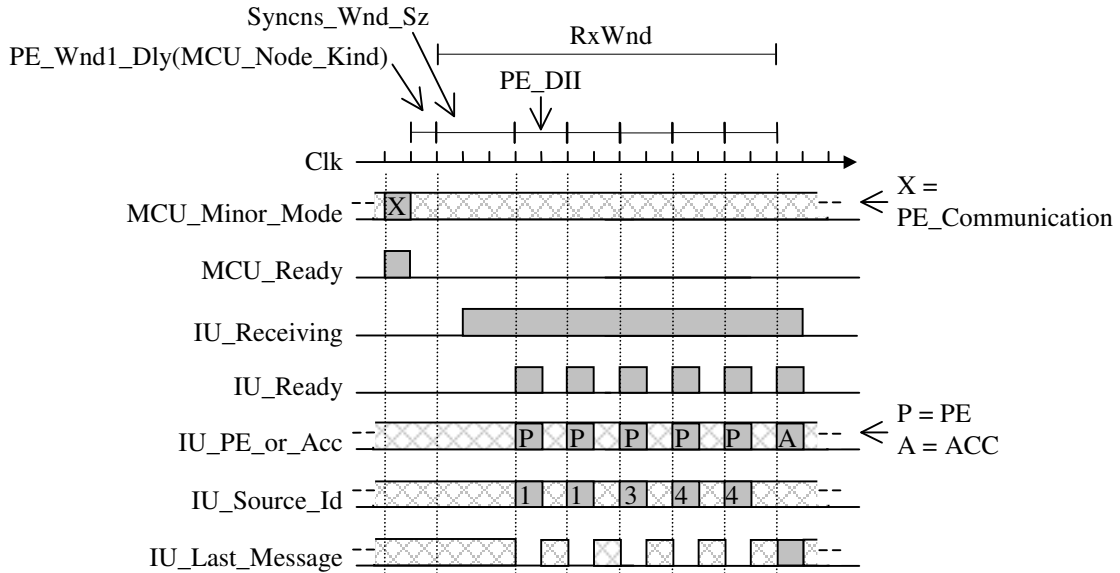 Syncns_Wnd_Sz
RxWnd
PE_Wnd1_Dly(MCU_Node_Kind)
PE_DII
Clk
MCU_Minor_Mode
X
X =
PE_Communication
MCU_Ready
IU_Receiving
IU_Ready
IU_PE_or_Acc
P P P P P A
P = PE
A = ACC
IU_Source_Id
1 1 3 4 4
IU_Last_Message